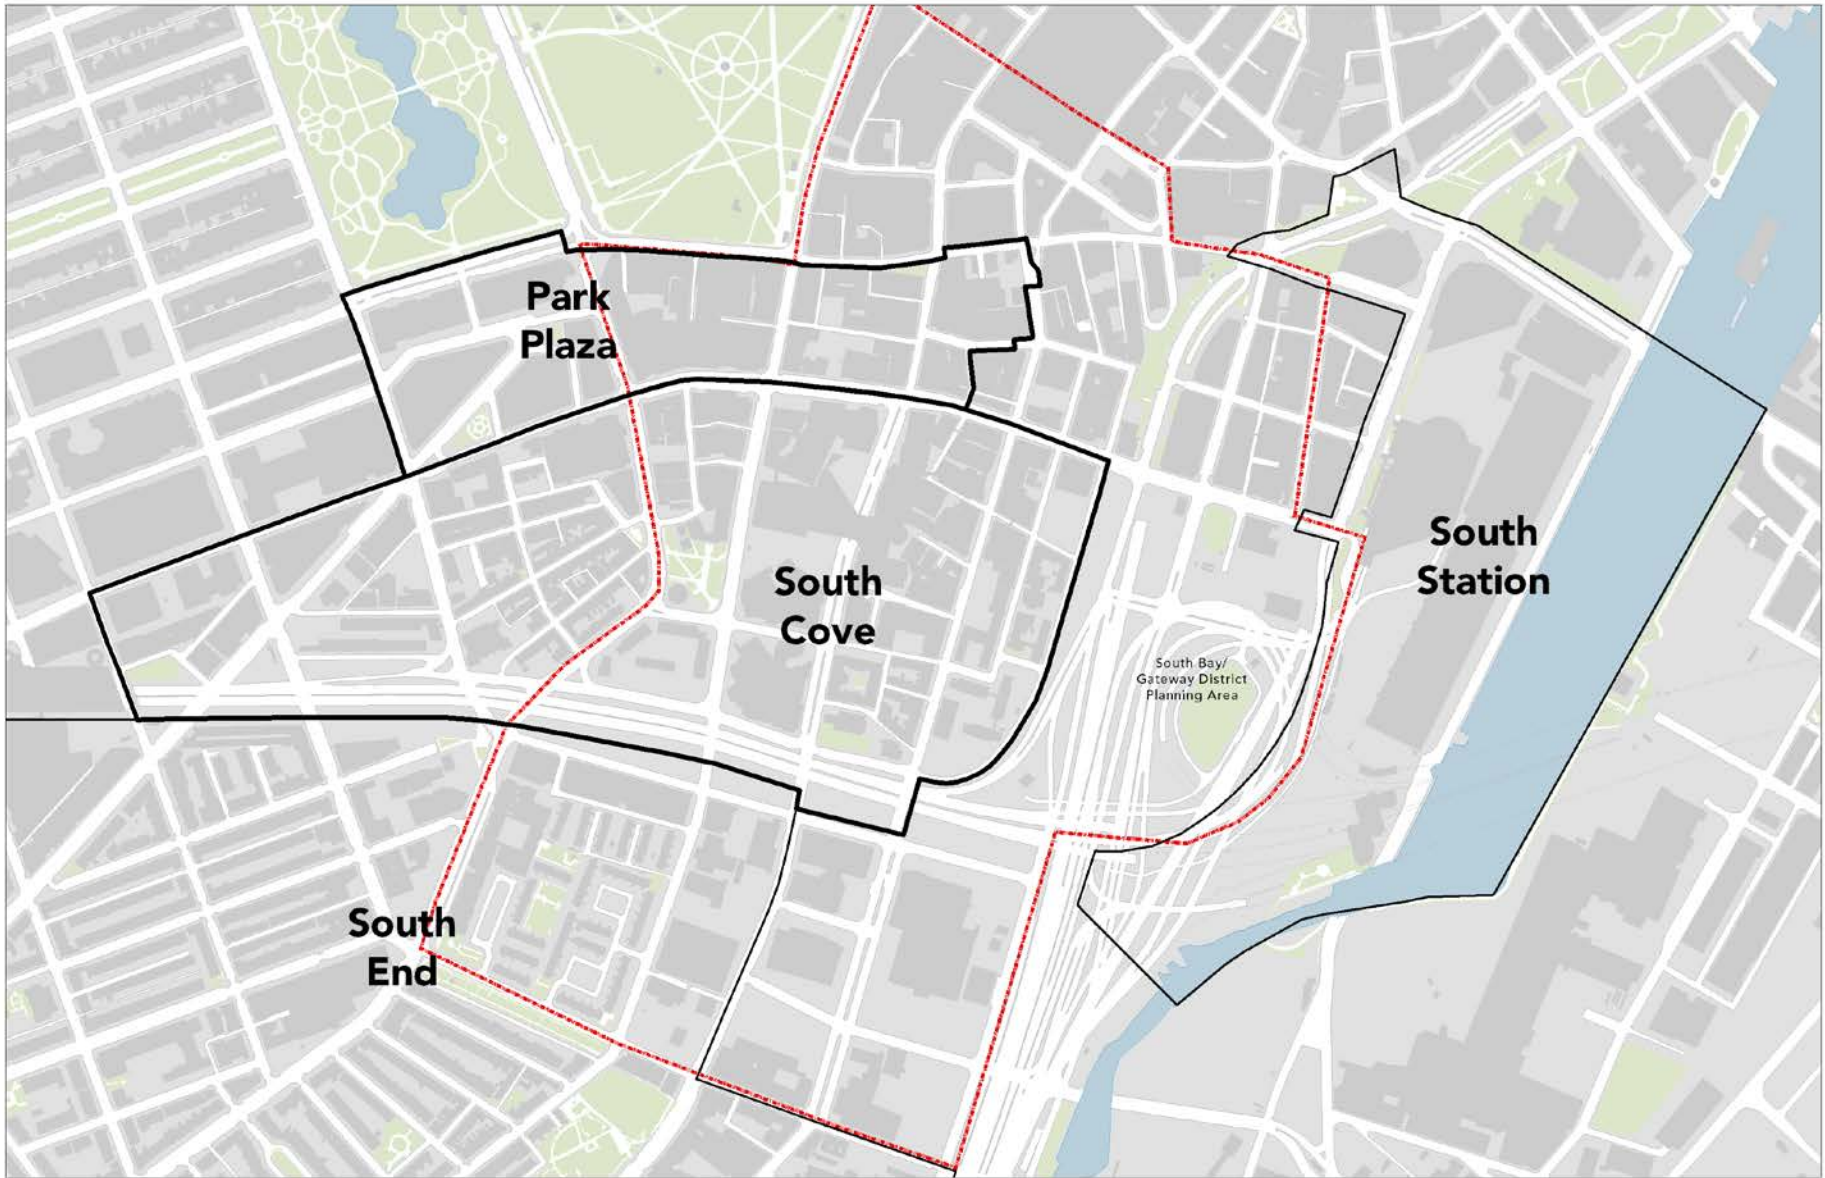 Park
Plaza
South
Cove
South
Station
South Bay/
Gateway District
Planning Area
South
End